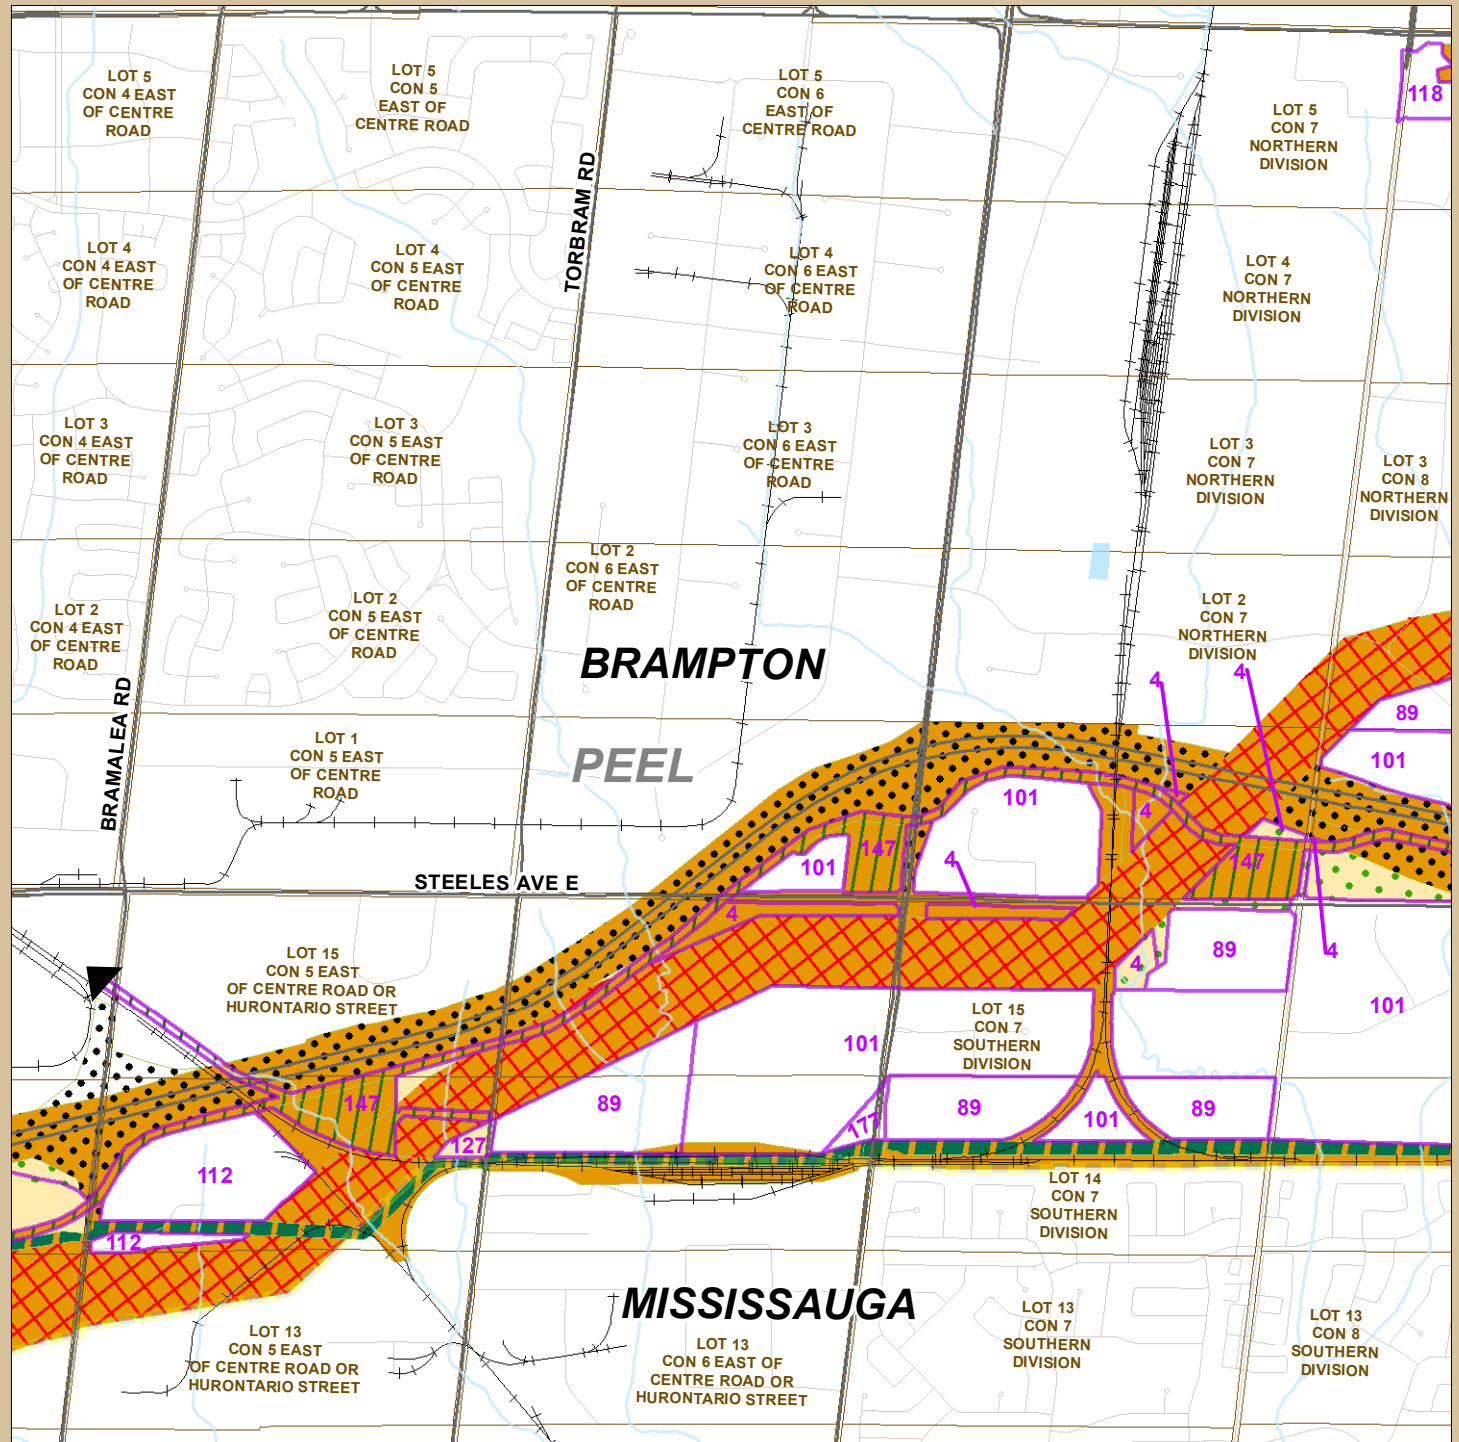 LOT 5
CON 4 EAST
OF CENTRE
ROAD
LOT 5
CON 5
EAST OF
CENTRE ROAD
LOT 5
CON 6
EAST OF
CENTRE ROAD
LOT 5
CON 7
NORTHERN
DIVISION
118
TORBRAM RD
LOT 4
CON 4 EAST
OF CENTRE
ROAD
LOT 4
CON 5 EAST
OF CENTRE
ROAD
LOT 4
CON 6 EAST
OF CENTRE
ROAD
LOT 4
CON 7
NORTHERN
DIVISION
LOT 3
CON 4 EAST
OF CENTRE
ROAD
LOT 3
CON 5 EAST
OF CENTRE
ROAD
LOT 3
CON 6 EAST
OF CENTRE
ROAD
LOT 3
CON 7
NORTHERN
DIVISION
LOT 3
CON 8
NORTHERN
DIVISION
LOT 2
CON 4 EAST
OF CENTRE
ROAD
LOT 2
CON 5 EAST
OF CENTRE
ROAD
LOT 2
CON 6 EAST
OF CENTRE
ROAD
LOT 2
CON 7
NORTHERN
DIVISION
BRAMPTON
4
4
89
BRAMALEA RD
LOT 1
CON 5 EAST
OF CENTRE
ROAD
PEEL
101
101
4
147
101
4
147
STEELES AVE E
4
LOT 15
CON 5 EAST
OF CENTRE ROAD OR
HURONTARIO STREET
89
4
4
101
LOT 15
CON 7
SOUTHERN
DIVISION
101
147
89
89
101
89
177
127
112
LOT 14
CON 7
SOUTHERN
DIVISION
112
MISSISSAUGA
LOT 13
CON 5 EAST
OF CENTRE ROAD OR
HURONTARIO STREET
LOT 13
CON 6 EAST OF
CENTRE ROAD OR
HURONTARIO STREET
LOT 13
CON 7
SOUTHERN
DIVISION
LOT 13
CON 8
SOUTHERN
DIVISION